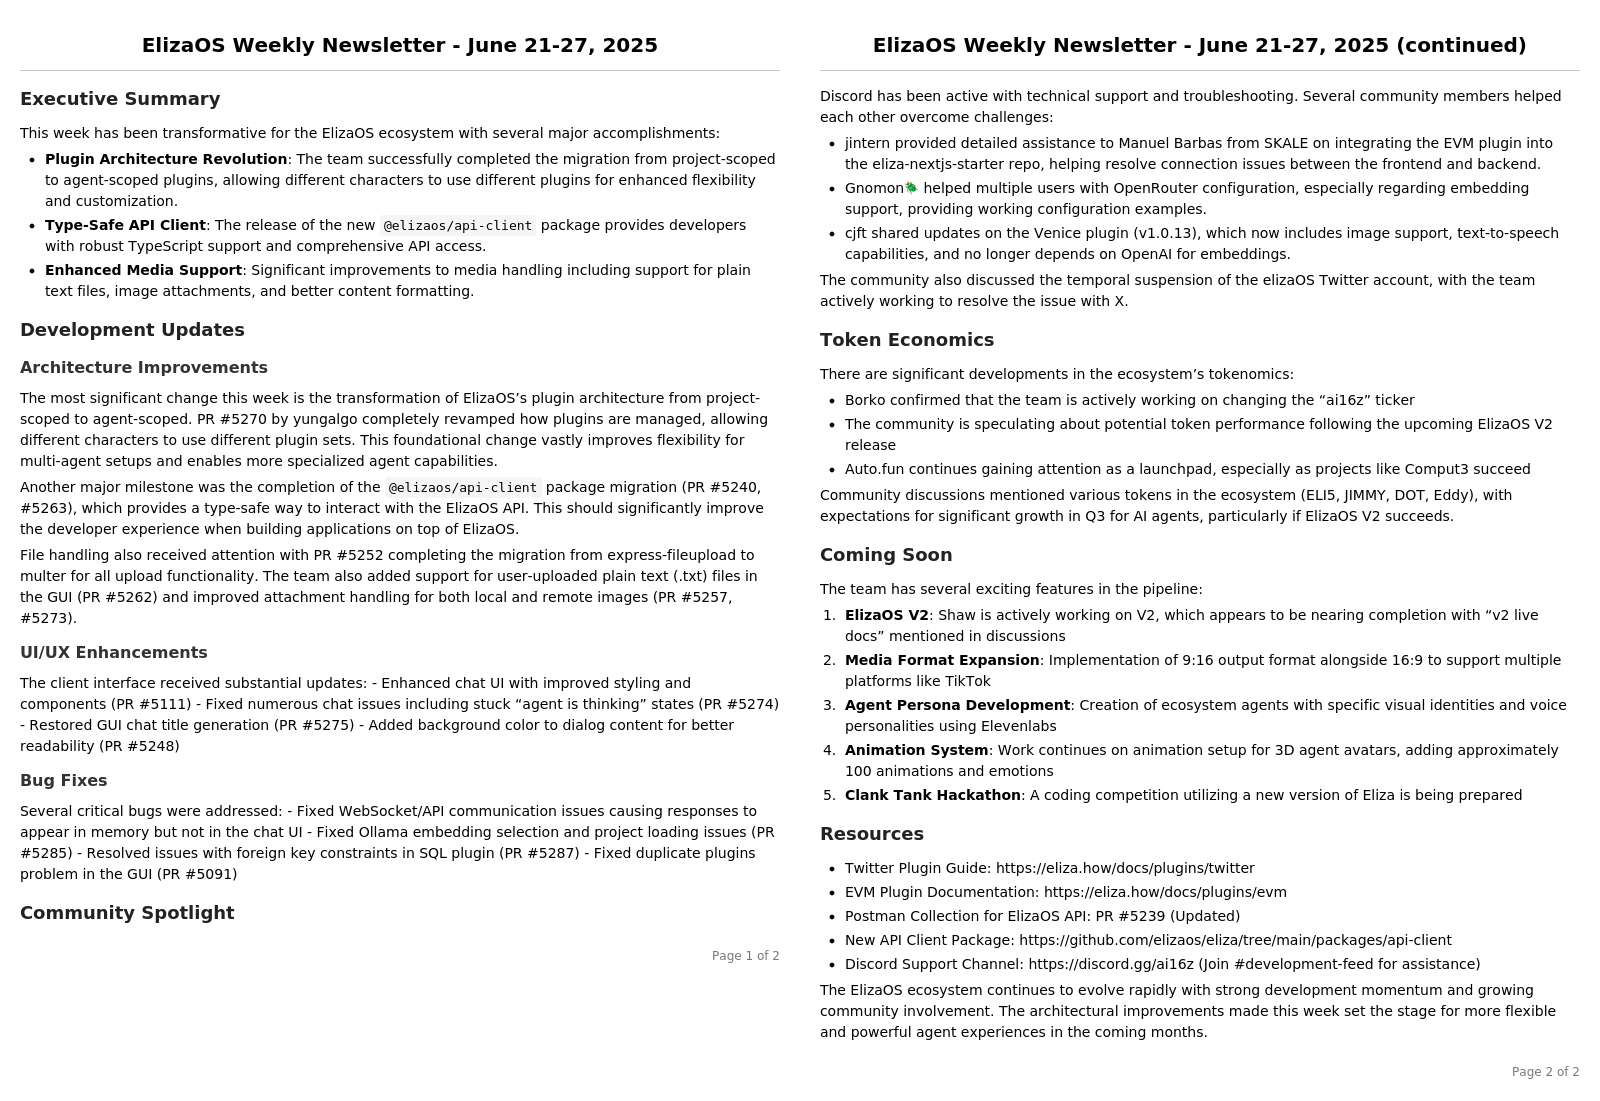 ElizaOS Weekly Newsletter - June 21-27, 2025
Executive Summary
This week has been transformative for the ElizaOS ecosystem with several major accomplishments:
• Plugin Architecture Revolution: The team successfully completed the migration from project-scoped
to agent-scoped plugins, allowing different characters to use different plugins for enhanced flexibility
and customization.
• Type-Safe API Client: The release of the new @elizaos/api-client package provides developers
with robust TypeScript support and comprehensive API access.
• Enhanced Media Support: Significant improvements to media handling including support for plain
text files, image attachments, and better content formatting.
Development Updates
Architecture Improvements
The most significant change this week is the transformation of ElizaOS’s plugin architecture from project-
scoped to agent-scoped. PR #5270 by yungalgo completely revamped how plugins are managed, allowing
different characters to use different plugin sets. This foundational change vastly improves flexibility for
multi-agent setups and enables more specialized agent capabilities.
Another major milestone was the completion of the @elizaos/api-client package migration (PR #5240,
#5263), which provides a type-safe way to interact with the ElizaOS API. This should significantly improve
the developer experience when building applications on top of ElizaOS.
File handling also received attention with PR #5252 completing the migration from express-fileupload to
multer for all upload functionality. The team also added support for user-uploaded plain text (.txt) files in
the GUI (PR #5262) and improved attachment handling for both local and remote images (PR #5257,
#5273).
UI/UX Enhancements
The client interface received substantial updates: - Enhanced chat UI with improved styling and
components (PR #5111) - Fixed numerous chat issues including stuck “agent is thinking” states (PR #5274)
- Restored GUI chat title generation (PR #5275) - Added background color to dialog content for better
readability (PR #5248)
Bug Fixes
Several critical bugs were addressed: - Fixed WebSocket/API communication issues causing responses to
appear in memory but not in the chat UI - Fixed Ollama embedding selection and project loading issues (PR
#5285) - Resolved issues with foreign key constraints in SQL plugin (PR #5287) - Fixed duplicate plugins
problem in the GUI (PR #5091)
Community Spotlight
Page 1 of 2
ElizaOS Weekly Newsletter - June 21-27, 2025 (continued)
Discord has been active with technical support and troubleshooting. Several community members helped
each other overcome challenges:
• jintern provided detailed assistance to Manuel Barbas from SKALE on integrating the EVM plugin into
the eliza-nextjs-starter repo, helping resolve connection issues between the frontend and backend.
• Gnomon🪲 helped multiple users with OpenRouter configuration, especially regarding embedding
support, providing working configuration examples.
• cjft shared updates on the Venice plugin (v1.0.13), which now includes image support, text-to-speech
capabilities, and no longer depends on OpenAI for embeddings.
The community also discussed the temporal suspension of the elizaOS Twitter account, with the team
actively working to resolve the issue with X.
Token Economics
There are significant developments in the ecosystem’s tokenomics:
• Borko confirmed that the team is actively working on changing the “ai16z” ticker
• The community is speculating about potential token performance following the upcoming ElizaOS V2
release
• Auto.fun continues gaining attention as a launchpad, especially as projects like Comput3 succeed
Community discussions mentioned various tokens in the ecosystem (ELI5, JIMMY, DOT, Eddy), with
expectations for significant growth in Q3 for AI agents, particularly if ElizaOS V2 succeeds.
Coming Soon
The team has several exciting features in the pipeline:
1. ElizaOS V2: Shaw is actively working on V2, which appears to be nearing completion with “v2 live
docs” mentioned in discussions
2. Media Format Expansion: Implementation of 9:16 output format alongside 16:9 to support multiple
platforms like TikTok
3. Agent Persona Development: Creation of ecosystem agents with specific visual identities and voice
personalities using Elevenlabs
4. Animation System: Work continues on animation setup for 3D agent avatars, adding approximately
100 animations and emotions
5. Clank Tank Hackathon: A coding competition utilizing a new version of Eliza is being prepared
Resources
• Twitter Plugin Guide: https://eliza.how/docs/plugins/twitter
• EVM Plugin Documentation: https://eliza.how/docs/plugins/evm
• Postman Collection for ElizaOS API: PR #5239 (Updated)
• New API Client Package: https://github.com/elizaos/eliza/tree/main/packages/api-client
• Discord Support Channel: https://discord.gg/ai16z (Join #development-feed for assistance)
The ElizaOS ecosystem continues to evolve rapidly with strong development momentum and growing
community involvement. The architectural improvements made this week set the stage for more flexible
and powerful agent experiences in the coming months.
Page 2 of 2